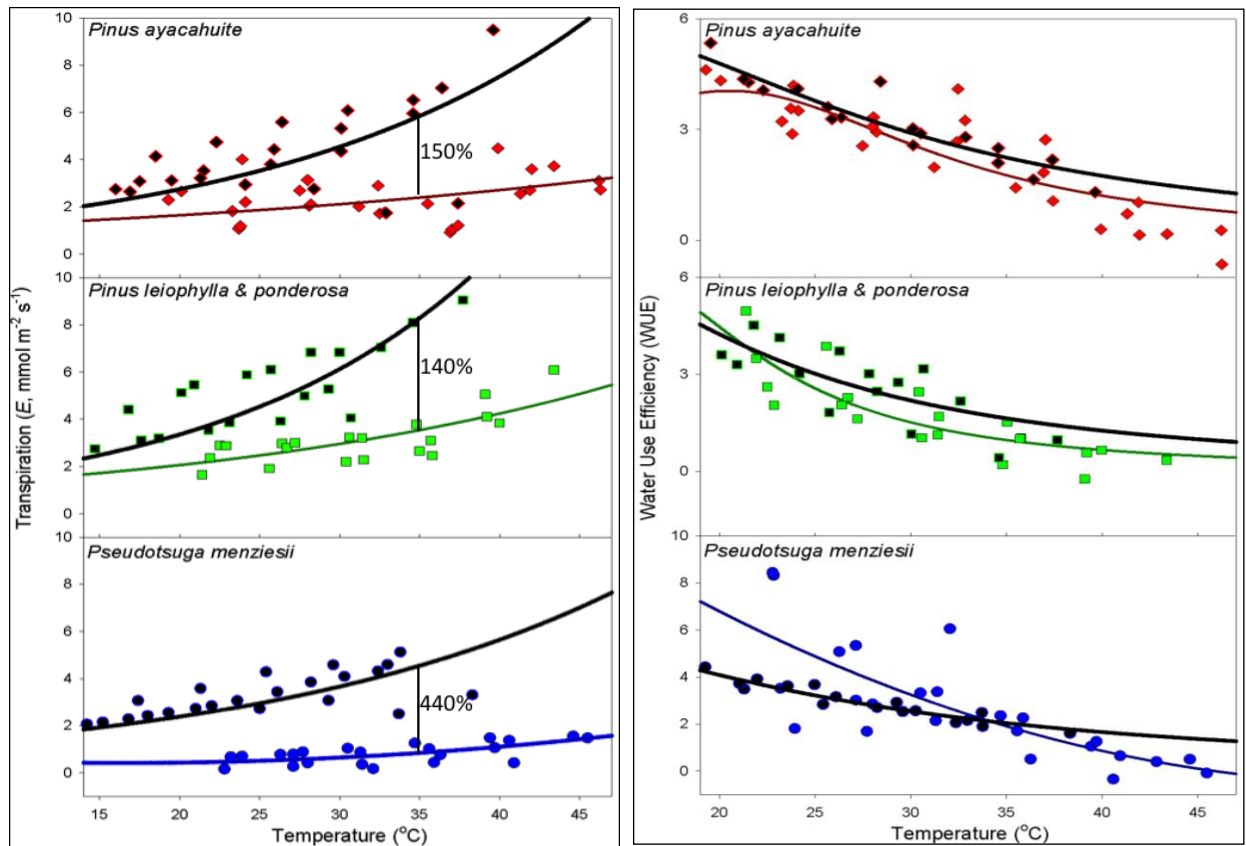 10
Pinus ayacahuite
8
6
4
150%
2
0
10
Pinus leiophylla & ponderosa
8
6
140%
4
2
0
10
Pseudotsuga menziesii
8
6
4
440%
2
0
15 20 25 30 35 40 45
Temperature (°C)
Transpiration (E, mmol m-2 s-1)
6
Pinus ayacahuite
3
0
6
Pinus leiophylla & ponderosa
3
0
10
Pseudotsuga menziesii
8
6
4
2
0
20 25 30 35 40 45
Temperature (°C)
Water Use Efficiency (WUE)